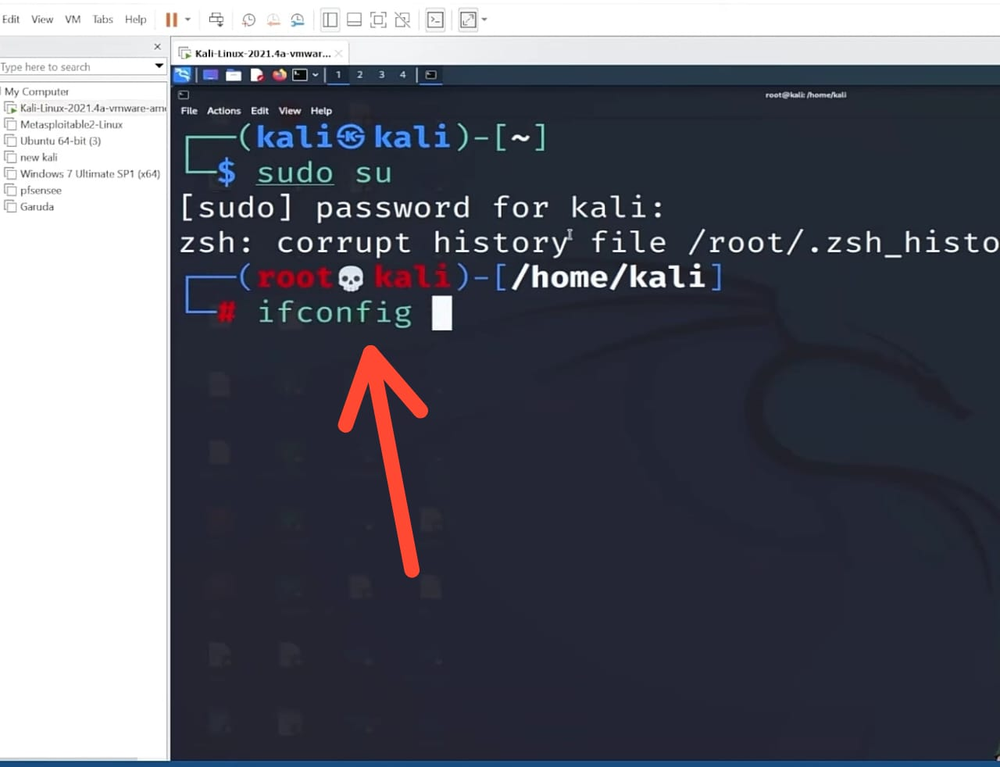 Edit View VM Tabs Help
Type here to search
My Computer
Kali-Linux-2021.4a-vmware-am
Metasploitable2-Linux
Ubuntu 64-bit (3)
new kali
Windows 7 Ultimate SP1 (x64)
pfsensee
Garuda
Kali-Linux-2021.4a-vmwar...
1 2 3 4
root@kali: /home/kali
File Actions Edit View Help
(kali㉿kali)-[~]
$ sudo su
[sudo] password for kali:
zsh: corrupt history file /root/.zsh_histo
(root💀kali)-[/home/kali]
# ifconfig